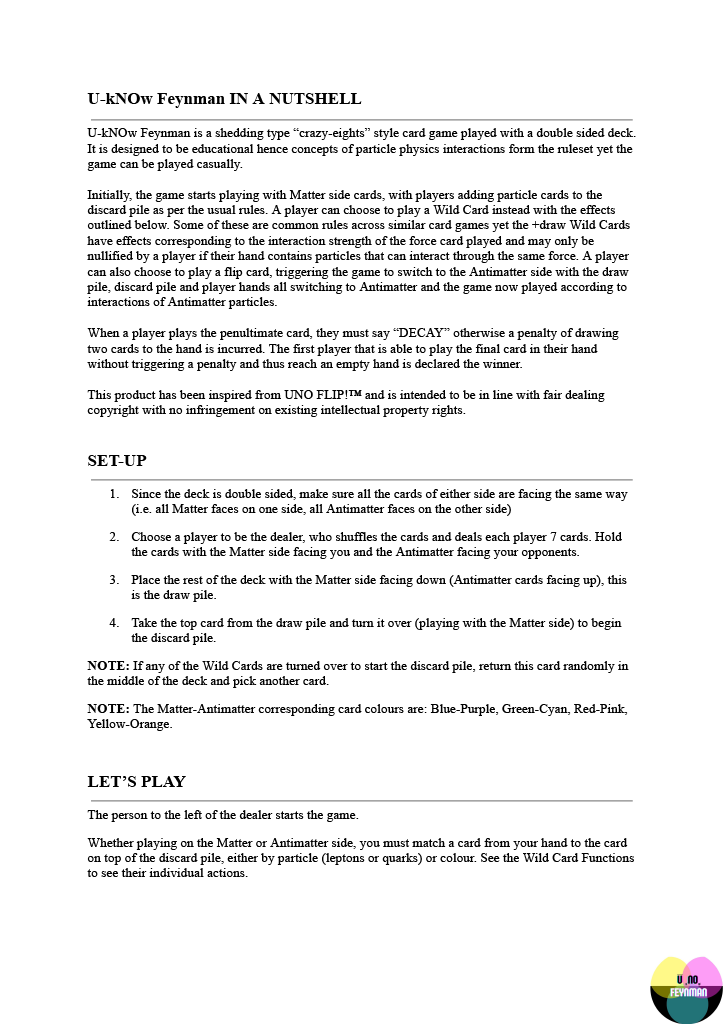 U-kNOw Feynman IN A NUTSHELL
U-kNOw Feynman is a shedding type “crazy-eights” style card game played with a double sided deck.
It is designed to be educational hence concepts of particle physics interactions form the ruleset yet the
game can be played casually.
Initially, the game starts playing with Matter side cards, with players adding particle cards to the
discard pile as per the usual rules. A player can choose to play a Wild Card instead with the effects
outlined below. Some of these are common rules across similar card games yet the +draw Wild Cards
have effects corresponding to the interaction strength of the force card played and may only be
nullified by a player if their hand contains particles that can interact through the same force. A player
can also choose to play a flip card, triggering the game to switch to the Antimatter side with the draw
pile, discard pile and player hands all switching to Antimatter and the game now played according to
interactions of Antimatter particles.
When a player plays the penultimate card, they must say “DECAY” otherwise a penalty of drawing
two cards to the hand is incurred. The first player that is able to play the final card in their hand
without triggering a penalty and thus reach an empty hand is declared the winner.
This product has been inspired from UNO FLIP!™ and is intended to be in line with fair dealing
copyright with no infringement on existing intellectual property rights.
SET-UP
1. Since the deck is double sided, make sure all the cards of either side are facing the same way
(i.e. all Matter faces on one side, all Antimatter faces on the other side)
2. Choose a player to be the dealer, who shuffles the cards and deals each player 7 cards. Hold
the cards with the Matter side facing you and the Antimatter facing your opponents.
3. Place the rest of the deck with the Matter side facing down (Antimatter cards facing up), this
is the draw pile.
4. Take the top card from the draw pile and turn it over (playing with the Matter side) to begin
the discard pile.
NOTE: If any of the Wild Cards are turned over to start the discard pile, return this card randomly in
the middle of the deck and pick another card.
NOTE: The Matter-Antimatter corresponding card colours are: Blue-Purple, Green-Cyan, Red-Pink,
Yellow-Orange.
LET’S PLAY
The person to the left of the dealer starts the game.
Whether playing on the Matter or Antimatter side, you must match a card from your hand to the card
on top of the discard pile, either by particle (leptons or quarks) or colour. See the Wild Card Functions
to see their individual actions.
FEYNMAN